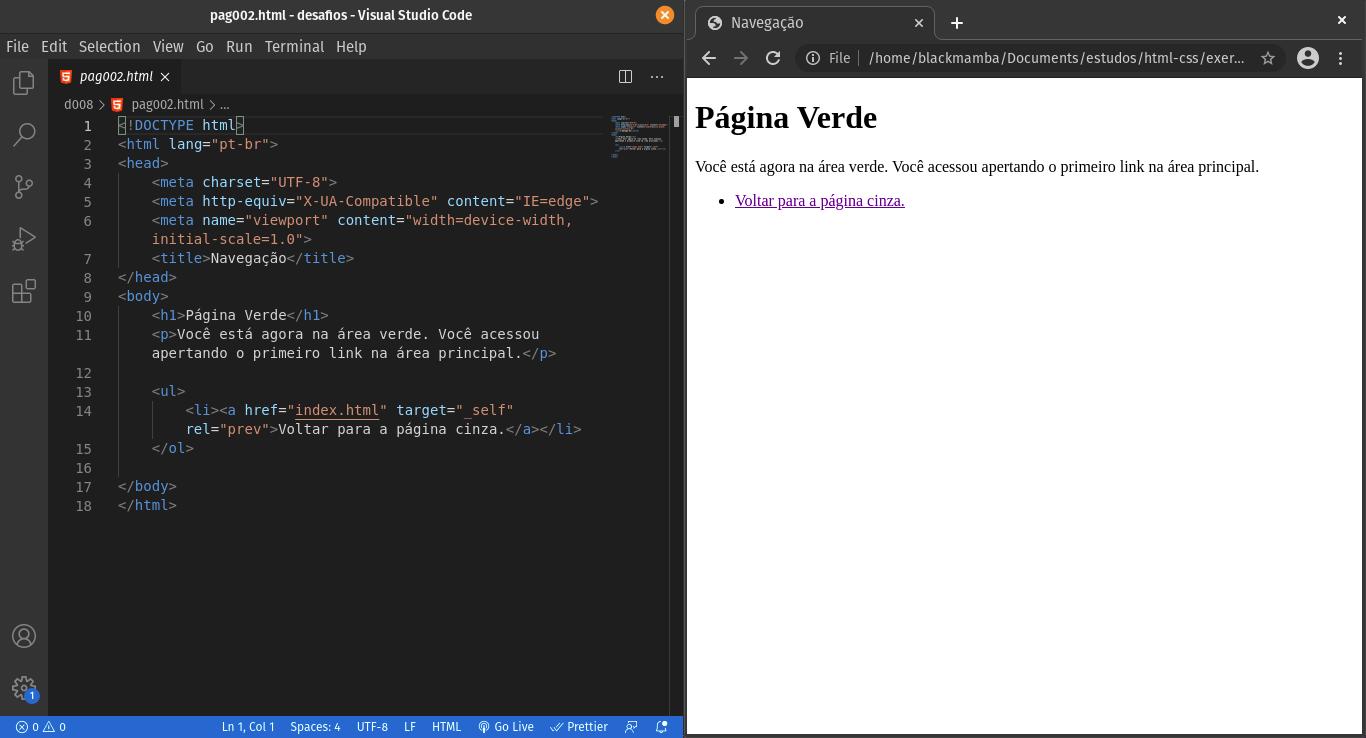 pag002.html - desafios - Visual Studio Code
File Edit Selection View Go Run Terminal Help
pag002.html
d008 > pag002.html > ...
1 <!DOCTYPE html>
2 <html lang="pt-br">
3 <head>
4 <meta charset="UTF-8">
5 <meta http-equiv="X-UA-Compatible" content="IE=edge">
6 <meta name="viewport" content="width=device-width,
initial-scale=1.0">
7 <title>Navegação</title>
8 </head>
9 <body>
10 <h1>Página Verde</h1>
11 <p>Você está agora na área verde. Você acessou
apertando o primeiro link na área principal.</p>
12
13 <ul>
14 <li><a href="index.html" target="_self"
rel="prev">Voltar para a página cinza.</a></li>
15 </ol>
16
17 </body>
18 </html>
1
0 0 Ln 1, Col 1 Spaces: 4 UTF-8 LF HTML Go Live Prettier
Navegação
File /home/blackmamba/Documents/estudos/html-css/exer...
Página Verde
Você está agora na área verde. Você acessou apertando o primeiro link na área principal.
• Voltar para a página cinza.